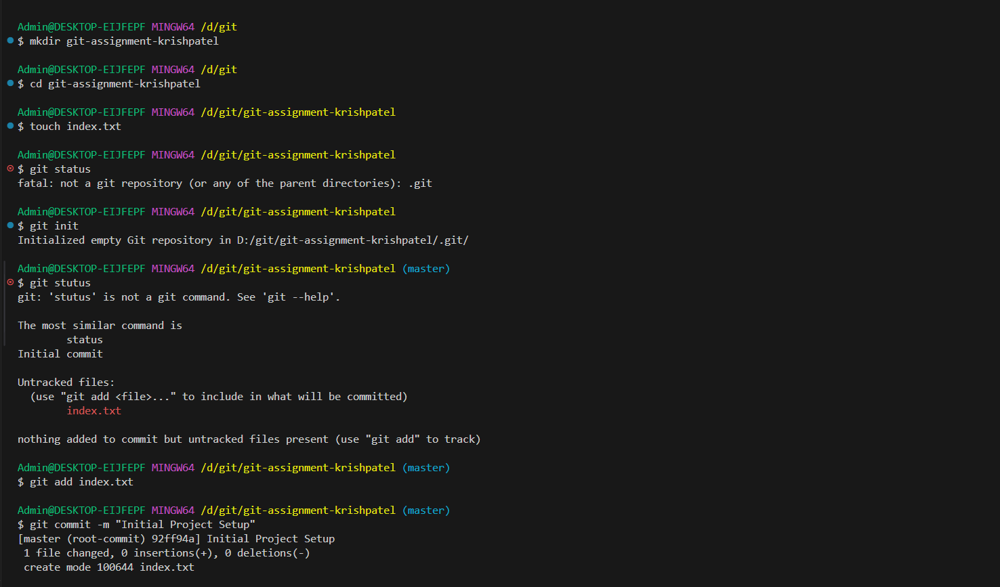 Admin@DESKTOP-EIJFEPF MINGW64 /d/git
$ mkdir git-assignment-krishpatel
Admin@DESKTOP-EIJFEPF MINGW64 /d/git
$ cd git-assignment-krishpatel
Admin@DESKTOP-EIJFEPF MINGW64 /d/git/git-assignment-krishpatel
$ touch index.txt
Admin@DESKTOP-EIJFEPF MINGW64 /d/git/git-assignment-krishpatel
$ git status
fatal: not a git repository (or any of the parent directories): .git
Admin@DESKTOP-EIJFEPF MINGW64 /d/git/git-assignment-krishpatel
$ git init
Initialized empty Git repository in D:/git/git-assignment-krishpatel/.git/
Admin@DESKTOP-EIJFEPF MINGW64 /d/git/git-assignment-krishpatel (master)
$ git stutus
git: 'stutus' is not a git command. See 'git --help'.
The most similar command is
status
Initial commit
Untracked files:
(use "git add <file>..." to include in what will be committed)
index.txt
nothing added to commit but untracked files present (use "git add" to track)
Admin@DESKTOP-EIJFEPF MINGW64 /d/git/git-assignment-krishpatel (master)
$ git add index.txt
Admin@DESKTOP-EIJFEPF MINGW64 /d/git/git-assignment-krishpatel (master)
$ git commit -m "Initial Project Setup"
[master (root-commit) 92ff94a] Initial Project Setup
1 file changed, 0 insertions(+), 0 deletions(-)
create mode 100644 index.txt